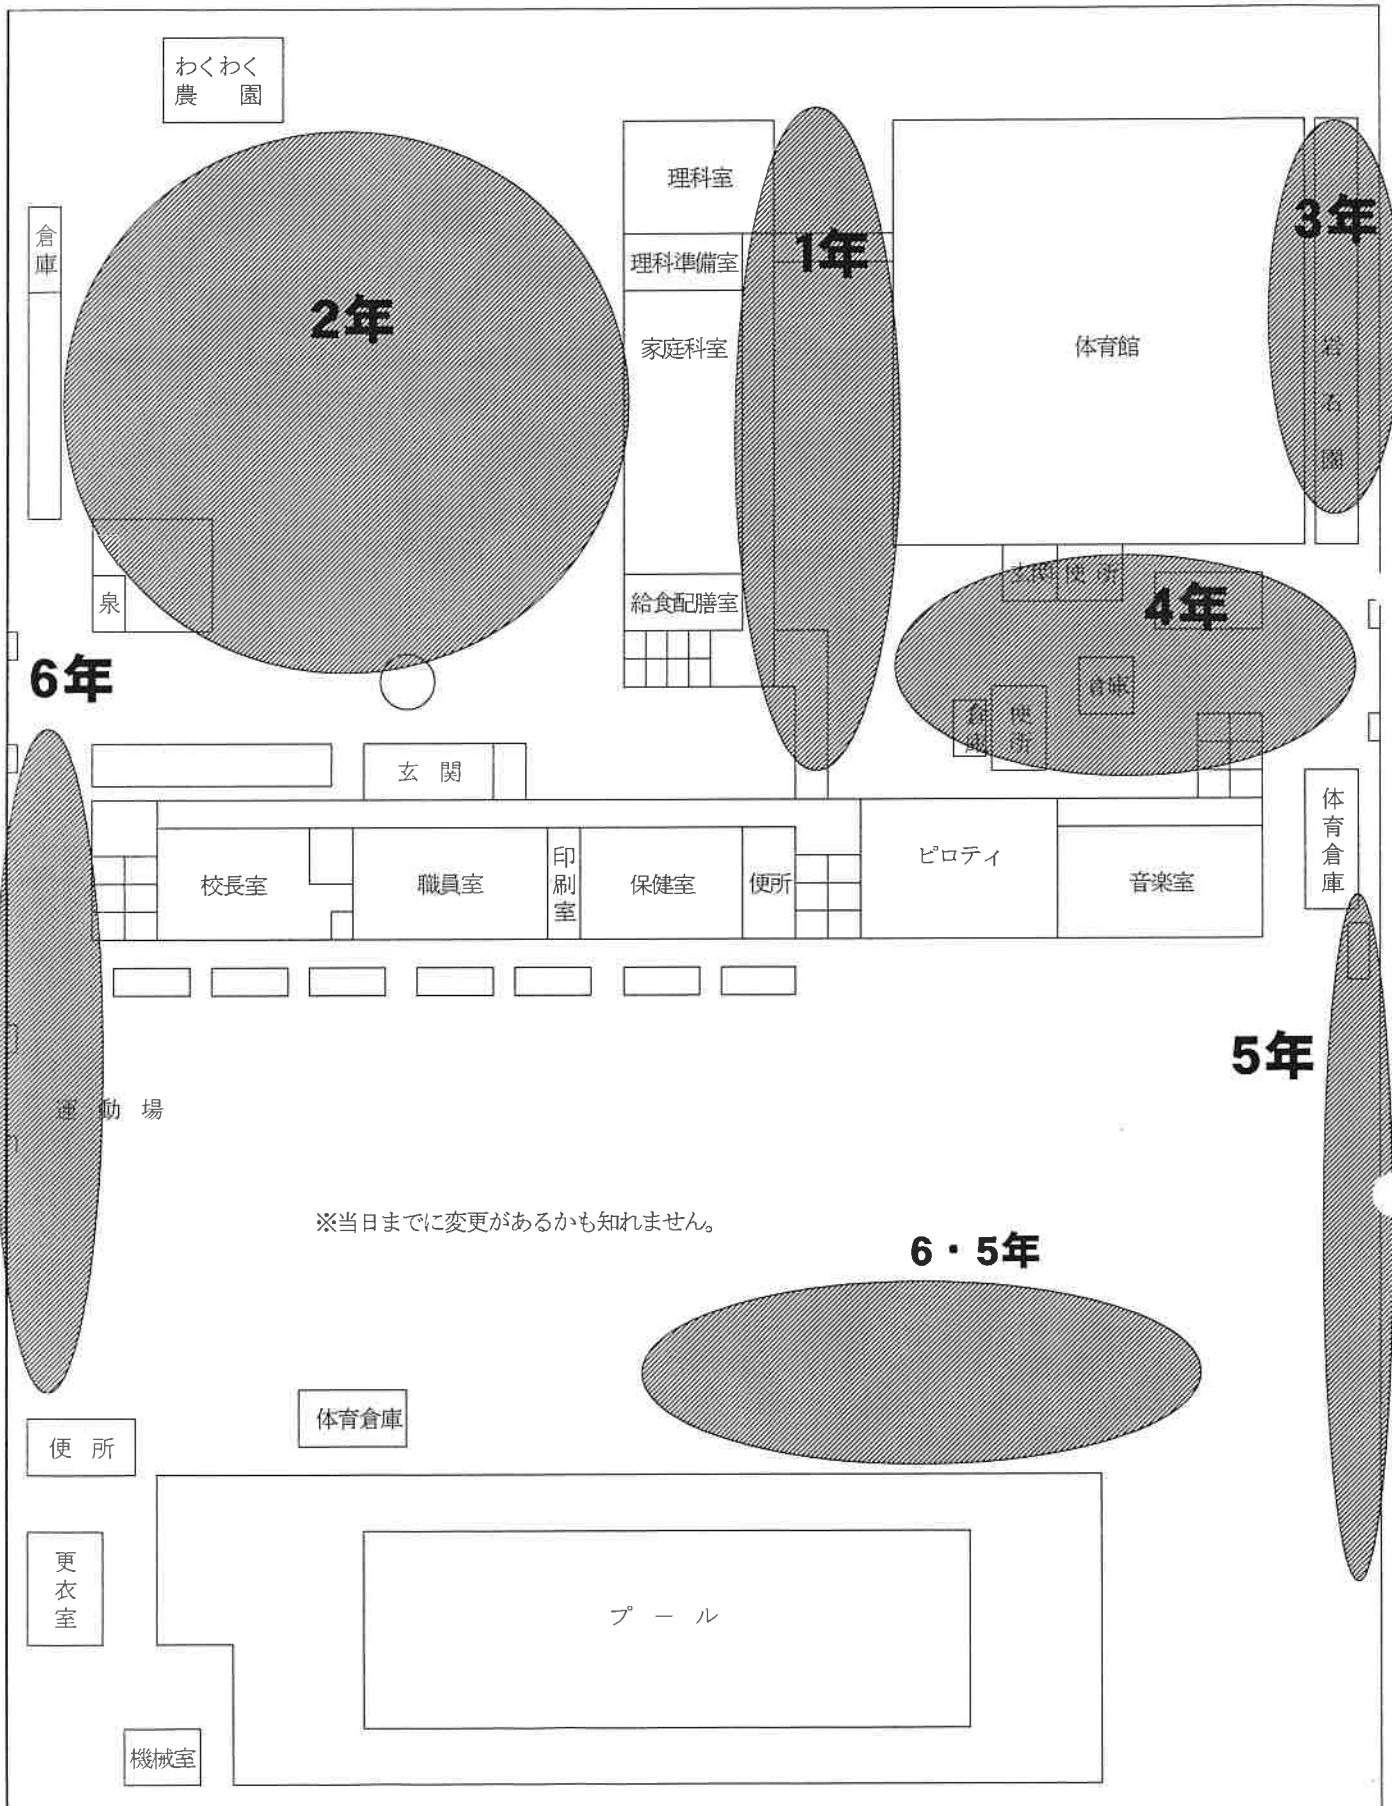 わくわく
農　園
倉庫
2年
理科室
理科準備室
家庭科室
給食配膳室
1年
体育館
3年
岩石園
泉
6年
玄関
便所
4年
倉庫
倉庫
便所
玄　関
体育倉庫
校長室
職員室
印刷室
保健室
便所
ピロティ
音楽室
5年
運　動　場
※当日までに変更があるかも知れません。
6・5年
体育倉庫
便　所
更衣室
プ　ー　ル
機械室